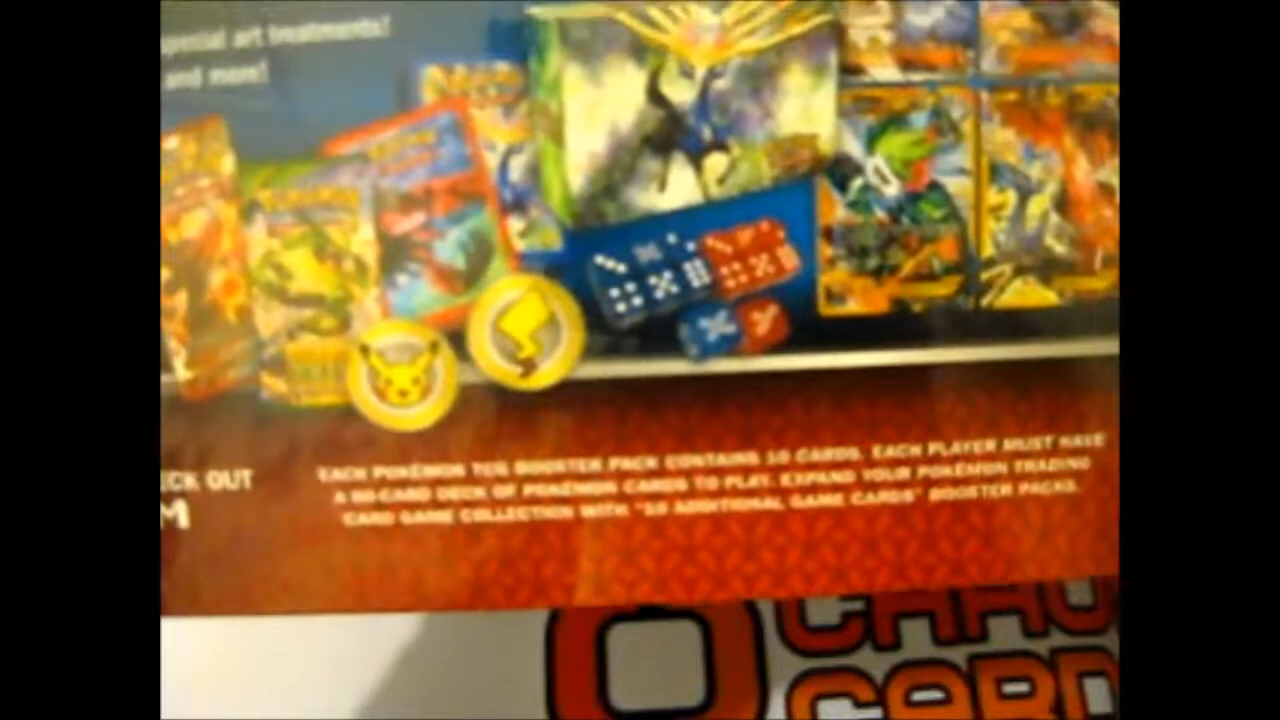 special art treatments!
and more!
ECK OUT
M
EACH POKÉMON TCG BOOSTER PACK CONTAINS 10 CARDS. EACH PLAYER MUST HAVE
A 60-CARD DECK OF POKÉMON CARDS TO PLAY. EXPAND YOUR POKÉMON TRADING
CARD GAME COLLECTION WITH "10 ADDITIONAL GAME CARDS" BOOSTER PACKS.
CARD